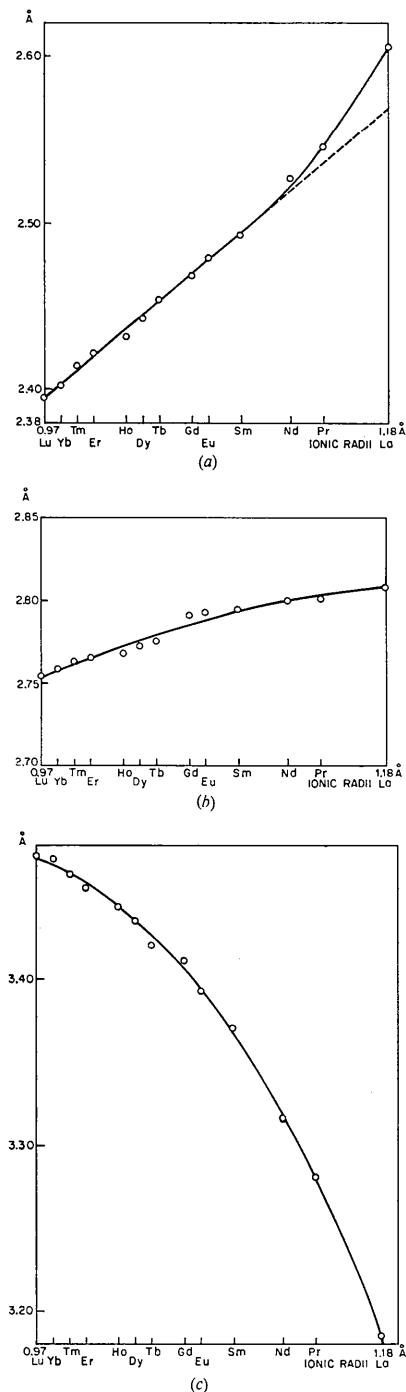 Å
2.60
2.50
2.40
2.38
0.97 1.18 Å
Lu Yb Tm Er Ho Dy Tb Gd Eu Sm Nd Pr IONIC RADII La
(a)
Å
2.85
2.80
2.75
2.70
0.97 1.18 Å
Lu Yb Tm Er Ho Dy Tb Gd Eu Sm Nd Pr IONIC RADII La
(b)
Å
3,40
3.30
3.20
0.97 1.18 Å
Lu Yb Tm Er Ho Dy Tb Gd Eu Sm Nd Pr IONIC RADII La
(c)